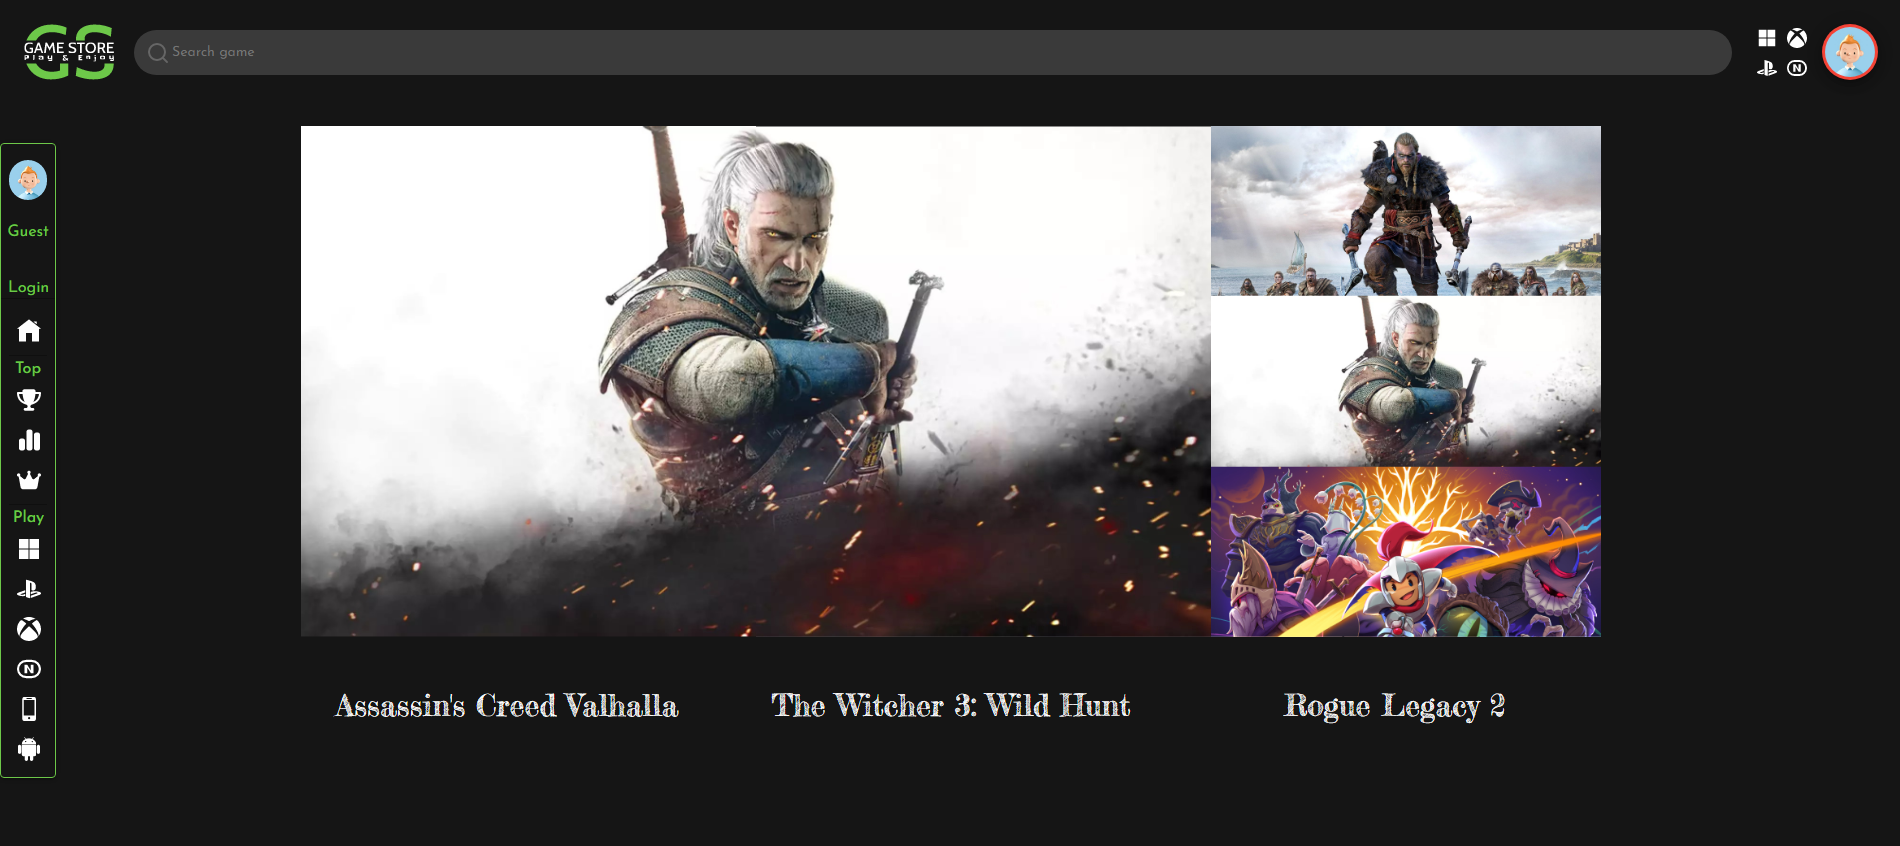 GAME STORE
Play & Enjoy
GS
Search game
Guest
Login
Top
Play
Assassin's Creed Valhalla
The Witcher 3: Wild Hunt
Rogue Legacy 2